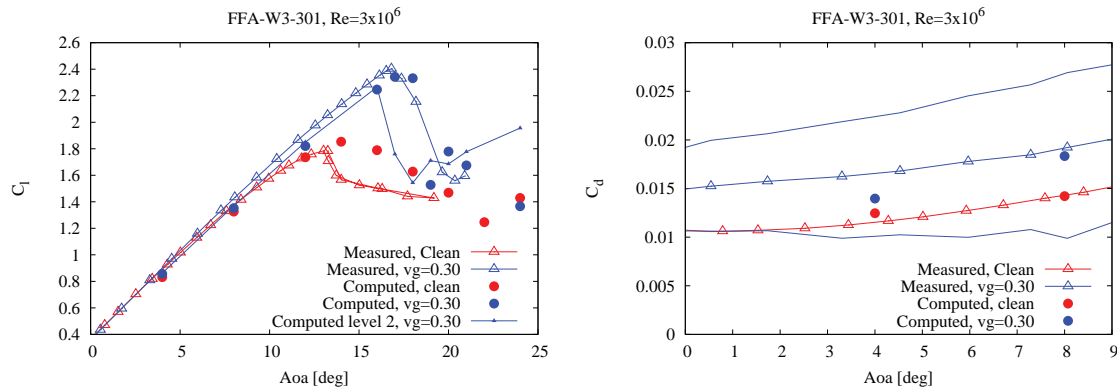 FFA-W3-301, Re=3x10^6
2.6
2.4
2.2
2
1.8
1.6
1.4
1.2
1
0.8
0.6
0.4
C_l
Measured, Clean
Measured, vg=0.30
Computed, clean
Computed, vg=0.30
Computed level 2, vg=0.30
0 5 10 15 20 25
Aoa [deg]
FFA-W3-301, Re=3x10^6
0.03
0.025
0.02
0.015
0.01
0.005
0
C_d
Measured, Clean
Measured, vg=0.30
Computed, clean
Computed, vg=0.30
0 1 2 3 4 5 6 7 8 9
Aoa [deg]